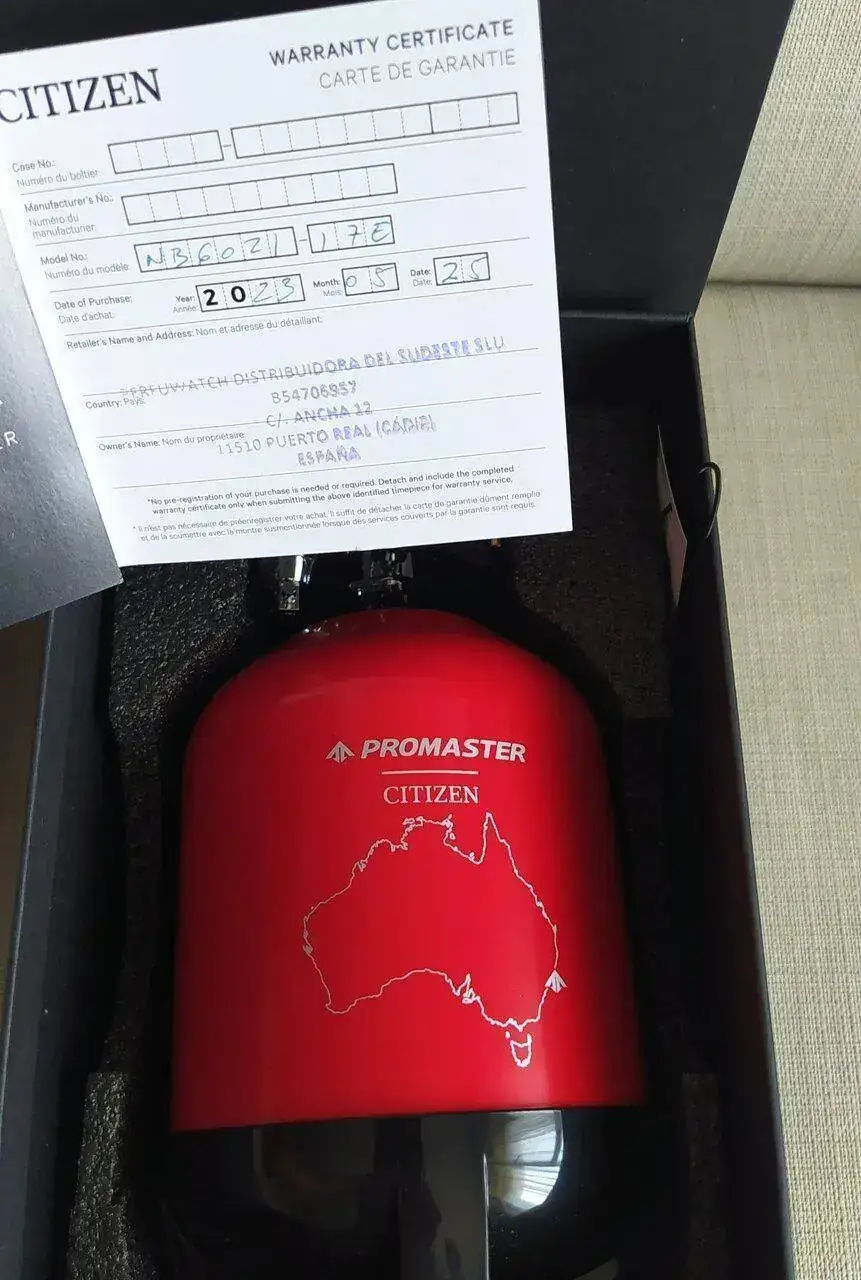 WARRANTY CERTIFICATE
CARTE DE GARANTIE
CITIZEN
Case No.:
Numéro du boîtier:
Manufacturer's No.:
Numéro du
manufacturier:
Model No.: NB6021-17E
Numéro du modèle:
Date of Purchase: Year: 2023 Month: 05 Date: 25
Date d'achat: Année: Mois: Date:
Retailer's Name and Address: Nom et adresse du détaillant:
PERFUWATCH DISTRIBUIDORA DEL SUDESTE SLU
Country: Pays:
B54706957
C/. ANCHA 12
Owner's Name: Nom du propriétaire:
11510 PUERTO REAL (CÁDIZ)
ESPAÑA
*No pre-registration of your purchase is needed or required. Detach and include the completed
warranty certificate only when submitting the above identified timepiece for warranty service.
* Il n'est pas nécessaire de préenregistrer votre achat. Il suffit de détacher la carte de garantie dûment remplie
et de la soumettre avec la montre susmentionnée lorsque des services couverts par la garantie sont requis.
PROMASTER
CITIZEN